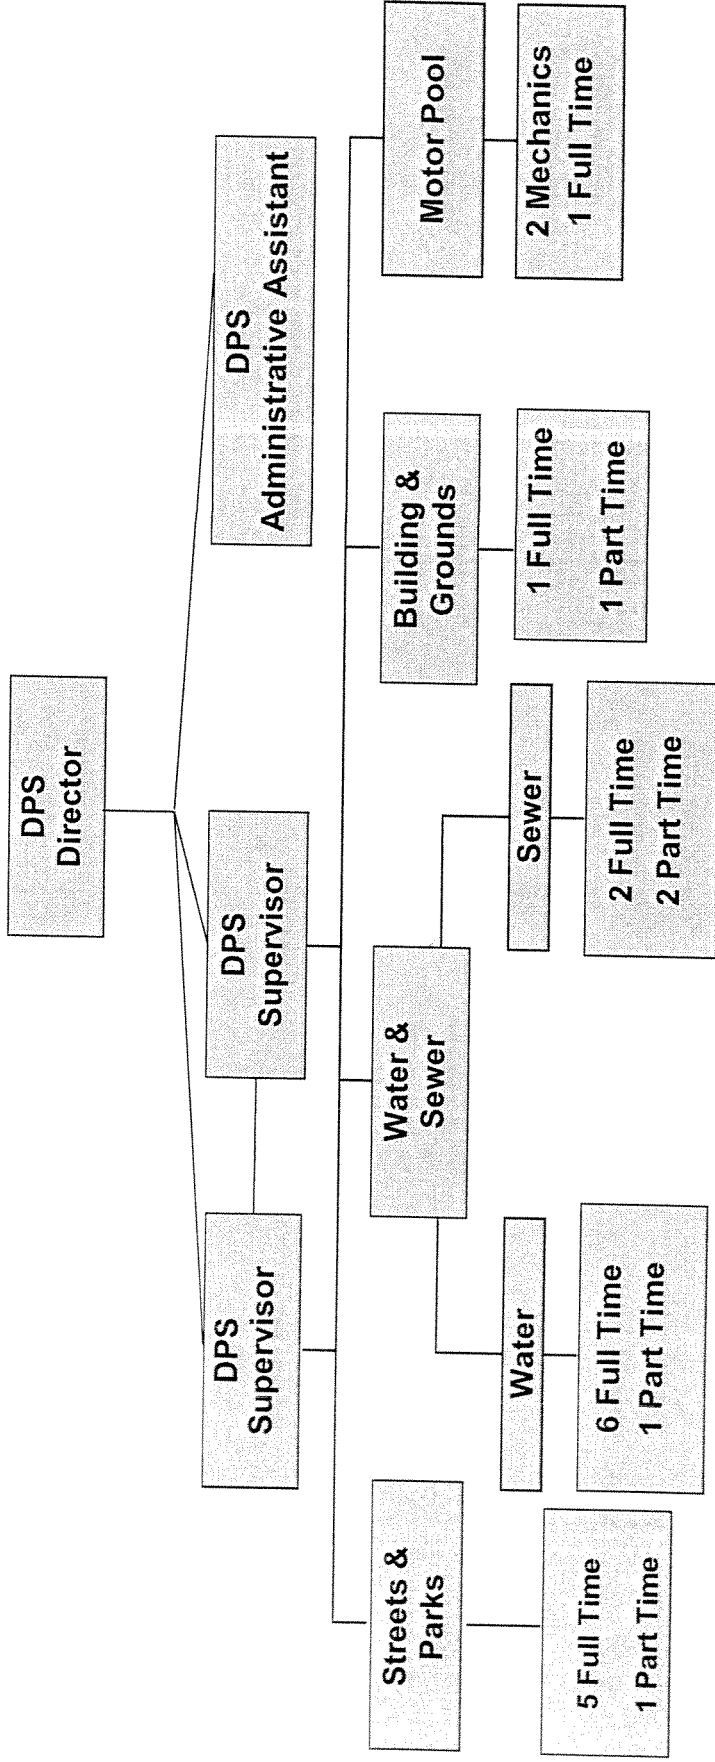 DPS
Director
DPS
Supervisor
DPS
Supervisor
DPS
Administrative Assistant
Streets &
Parks
Water &
Sewer
Building &
Grounds
Motor Pool
Water
Sewer
5 Full Time
1 Part Time
6 Full Time
1 Part Time
2 Full Time
2 Part Time
1 Full Time
1 Part Time
2 Mechanics
1 Full Time